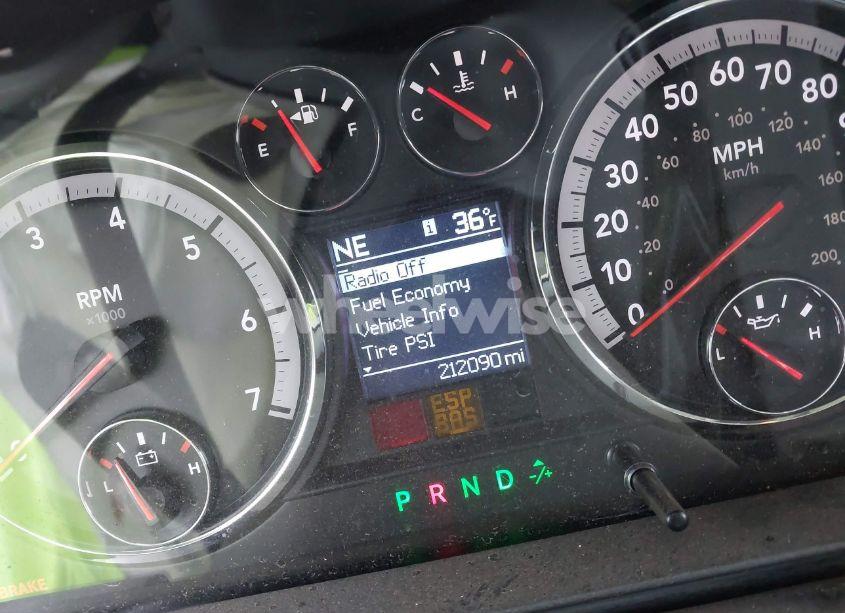 E F
C H
3 4 5 6 7
RPM
x1000
0 10 20 30 40 50 60 70 80
0 20 40 60 80 100 120 140 160 180 200
MPH
km/h
NE i 36°F
Radio Off
Fuel Economy
Vehicle Info
Tire PSI
212090 mi
wheelwise
L H
L H
ESP
BAS
P R N D -/+
BRAKE